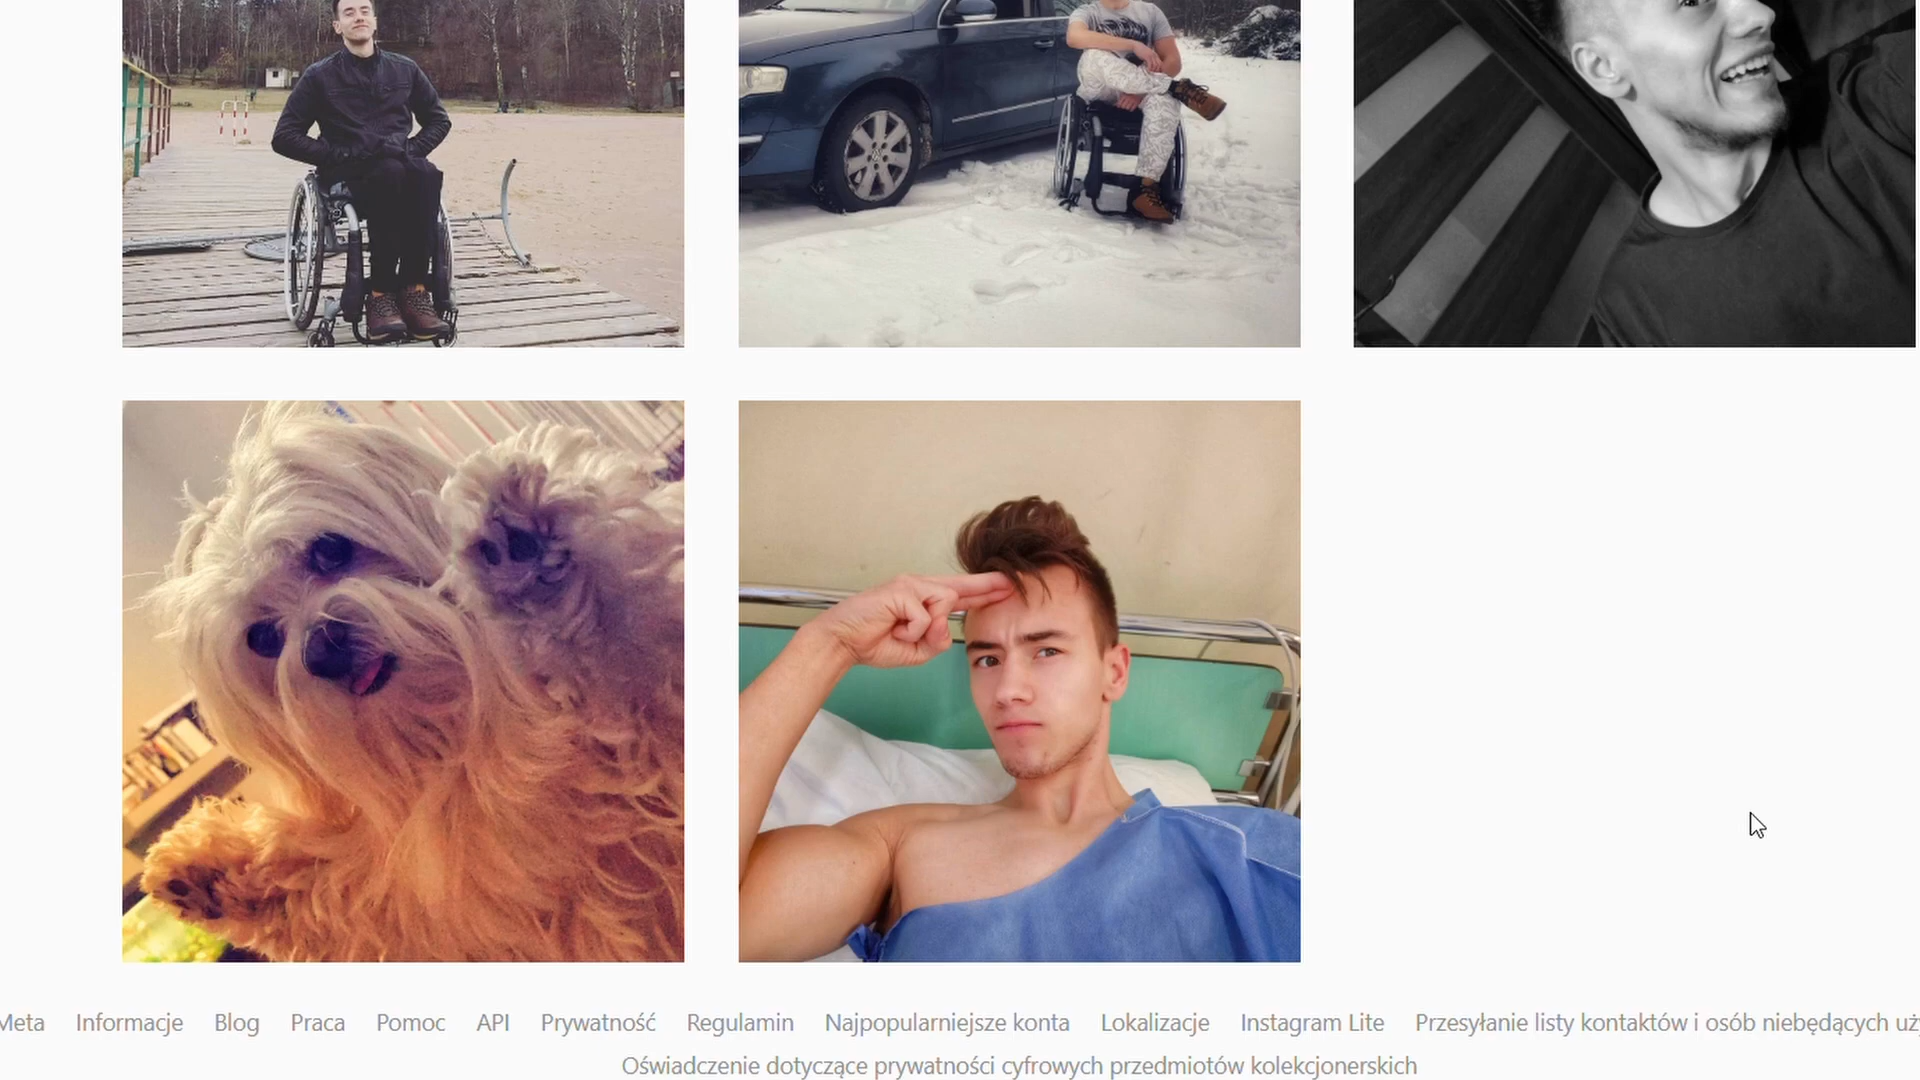 Meta Informacje Blog Praca Pomoc API Prywatność Regulamin Najpopularniejsze konta Lokalizacje Instagram Lite Przesyłanie listy kontaktów i osób niebędących
Oświadczenie dotyczące prywatności cyfrowych przedmiotów kolekcjonerskich